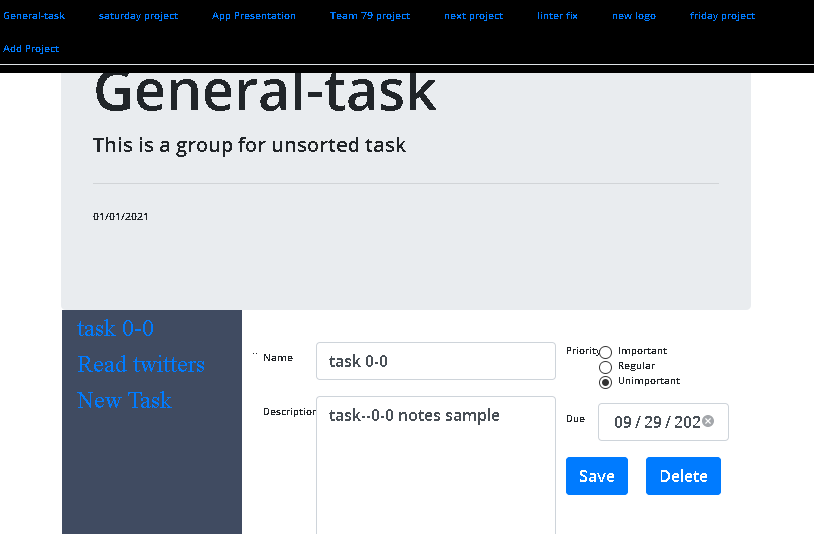 General-task saturday project App Presentation Team 79 project next project linter fix new logo friday project
Add Project
General-task
This is a group for unsorted task
01/01/2021
task 0-0
Read twitters
New Task
Name task 0-0
Description task--0-0 notes sample
Priority Important
Regular
Unimportant
Due 09 / 29 / 202
Save Delete